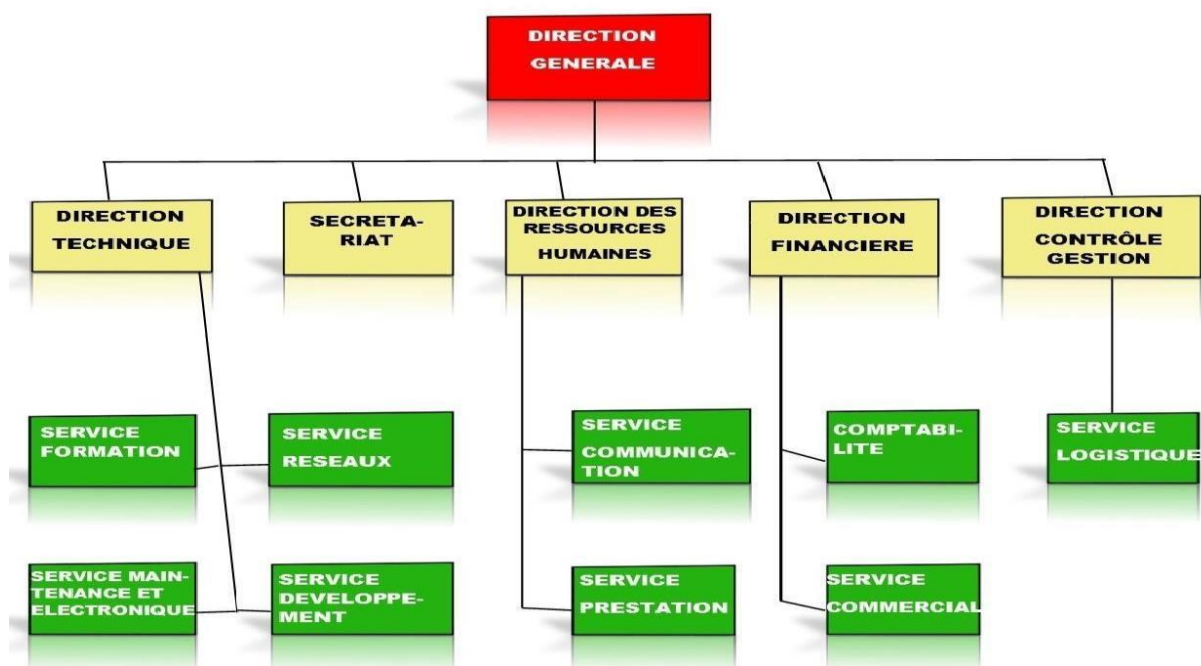 DIRECTION
GENERALE
DIRECTION
TECHNIQUE
SECRETA-
RIAT
DIRECTION DES
RESSOURCES
HUMAINES
DIRECTION
FINANCIERE
DIRECTION
CONTRÔLE
GESTION
SERVICE
FORMATION
SERVICE
RESEAUX
SERVICE
COMMUNICA-
TION
COMPTABI-
LITE
SERVICE
LOGISTIQUE
SERVICE MAIN-
TENANCE ET
ELECTRONIQUE
SERVICE
DEVELOPPE-
MENT
SERVICE
PRESTATION
SERVICE
COMMERCIAL